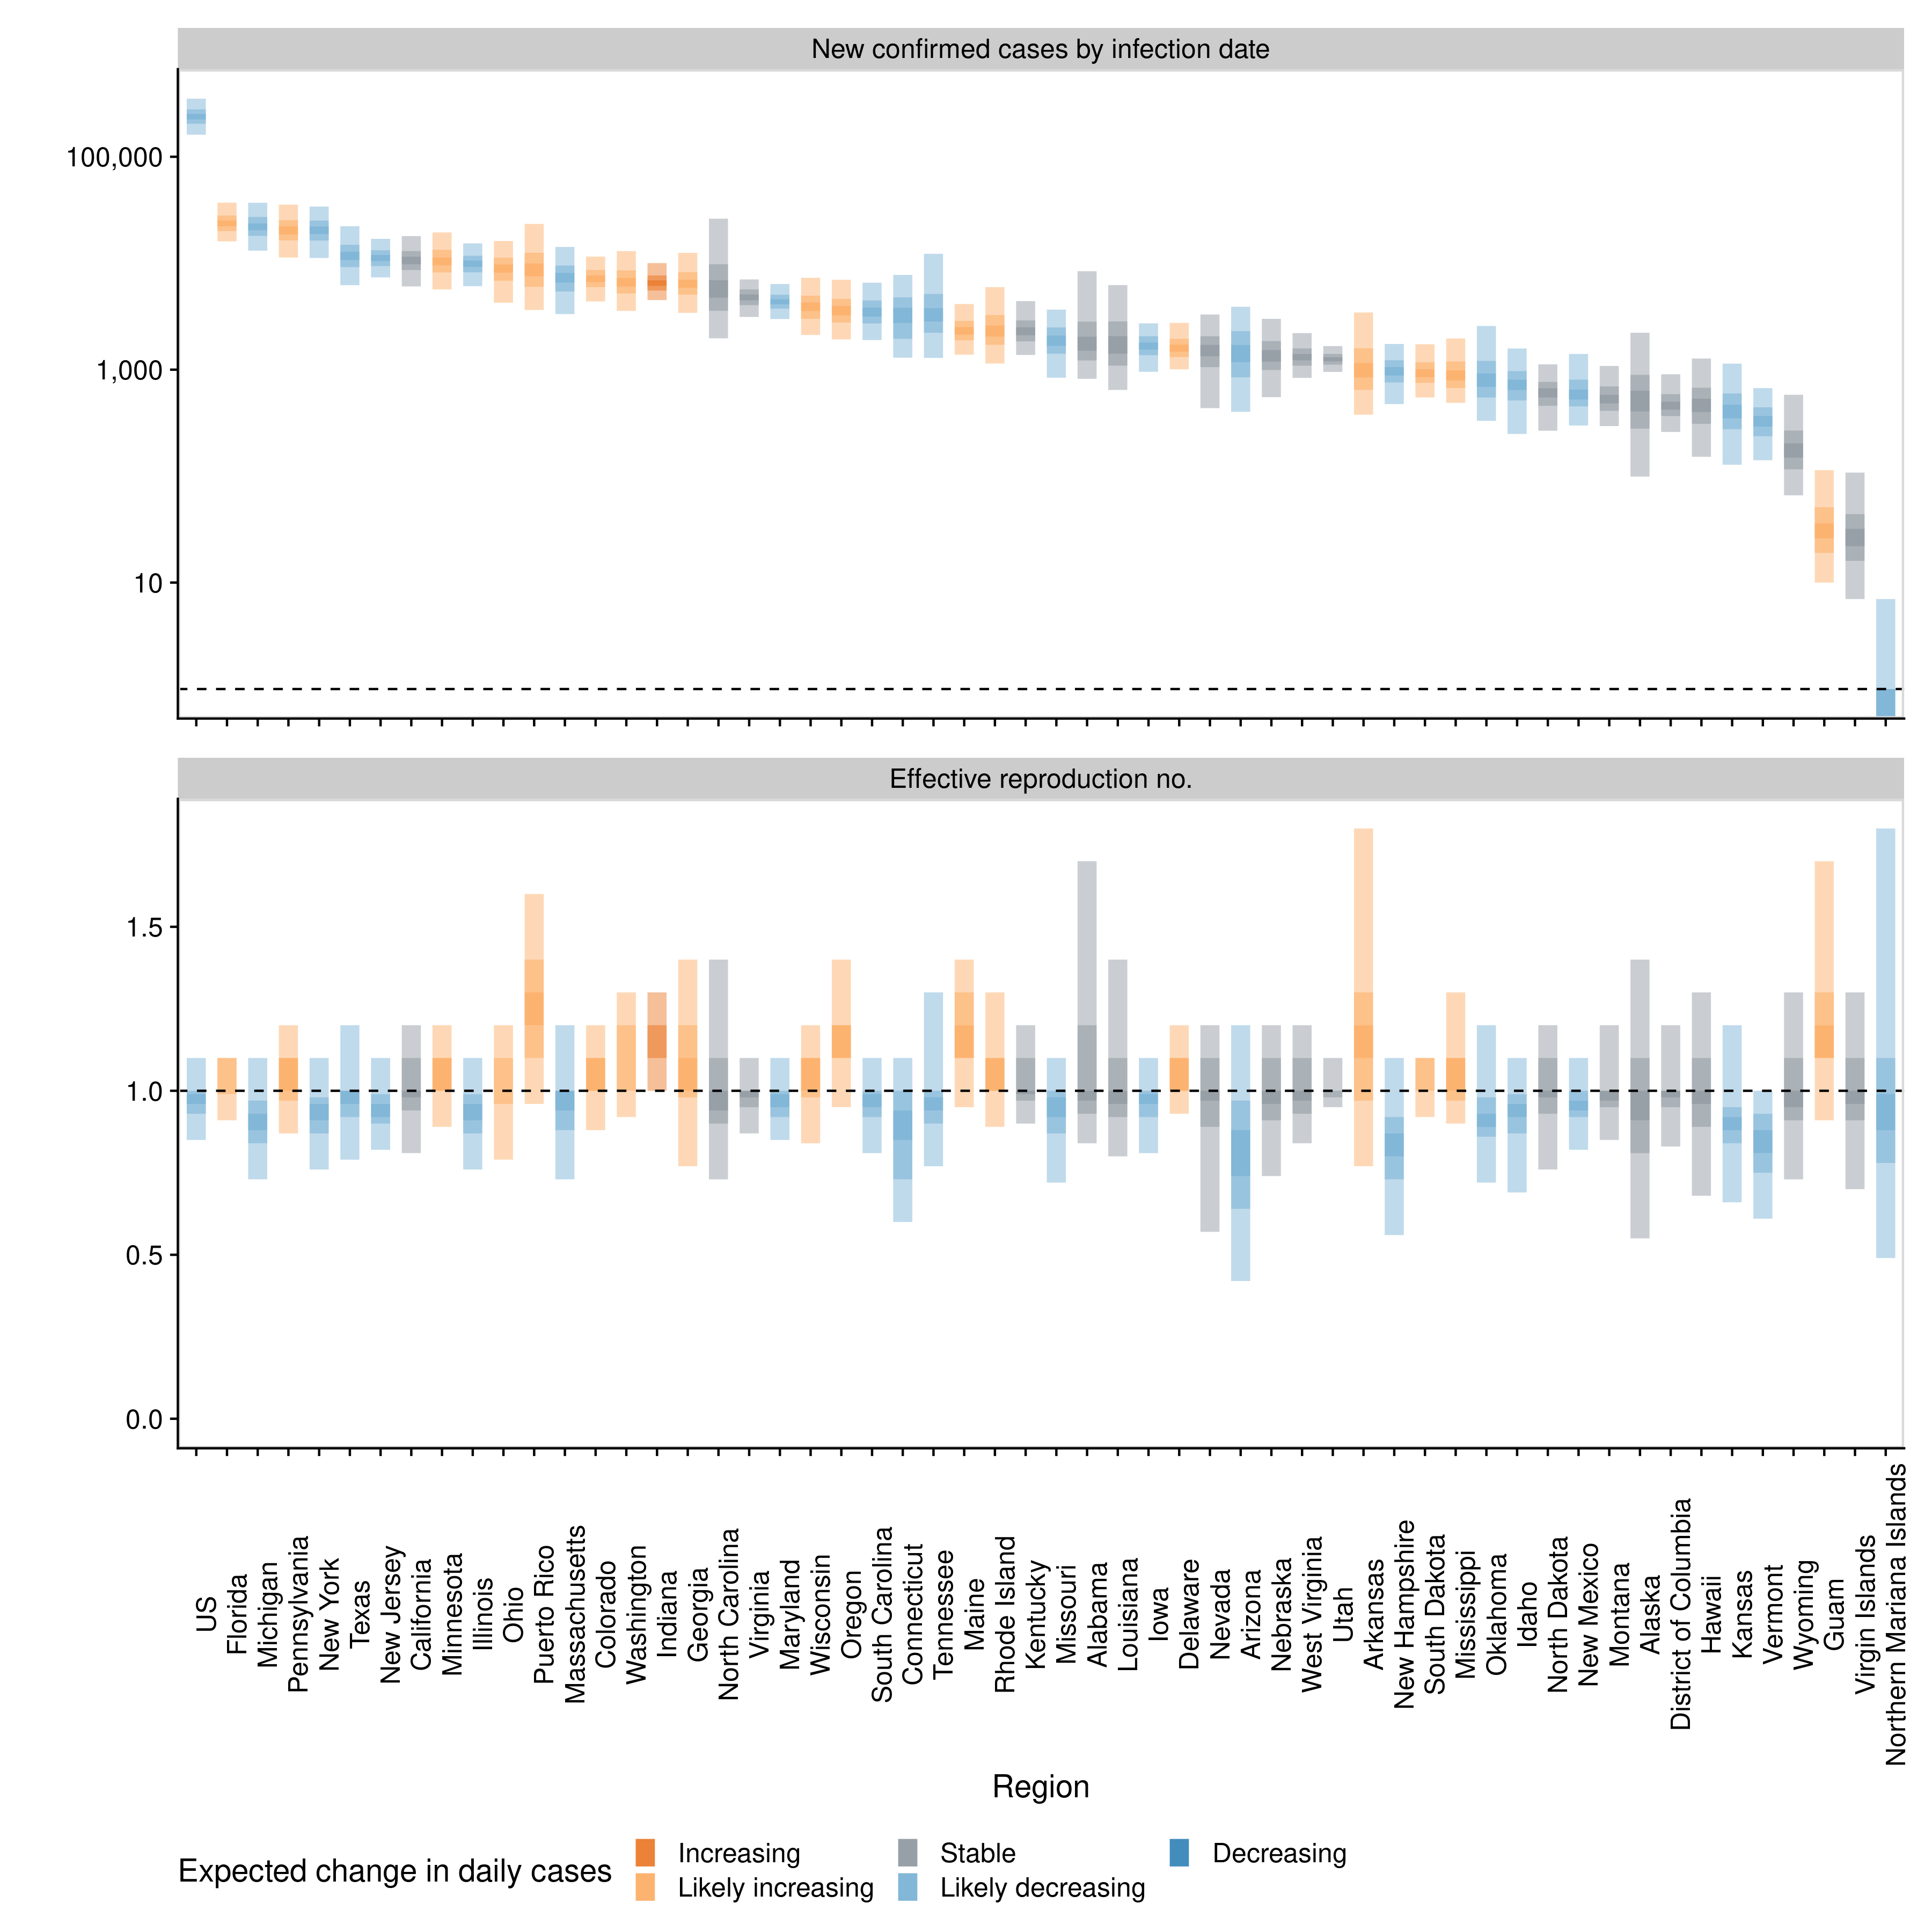 New confirmed cases by infection date
100,000
1,000
10
Effective reproduction no.
1.5
1.0
0.5
0.0
US
Florida
Michigan
Pennsylvania
New York
Texas
New Jersey
California
Minnesota
Illinois
Ohio
Puerto Rico
Massachusetts
Colorado
Washington
Indiana
Georgia
North Carolina
Virginia
Maryland
Wisconsin
Oregon
South Carolina
Connecticut
Tennessee
Maine
Rhode Island
Kentucky
Missouri
Alabama
Louisiana
Iowa
Delaware
Nevada
Arizona
Nebraska
West Virginia
Utah
Arkansas
New Hampshire
South Dakota
Mississippi
Oklahoma
Idaho
North Dakota
New Mexico
Montana
Alaska
District of Columbia
Hawaii
Kansas
Vermont
Wyoming
Guam
Virgin Islands
Northern Mariana Islands
Region
Expected change in daily cases
Increasing
Stable
Decreasing
Likely increasing
Likely decreasing